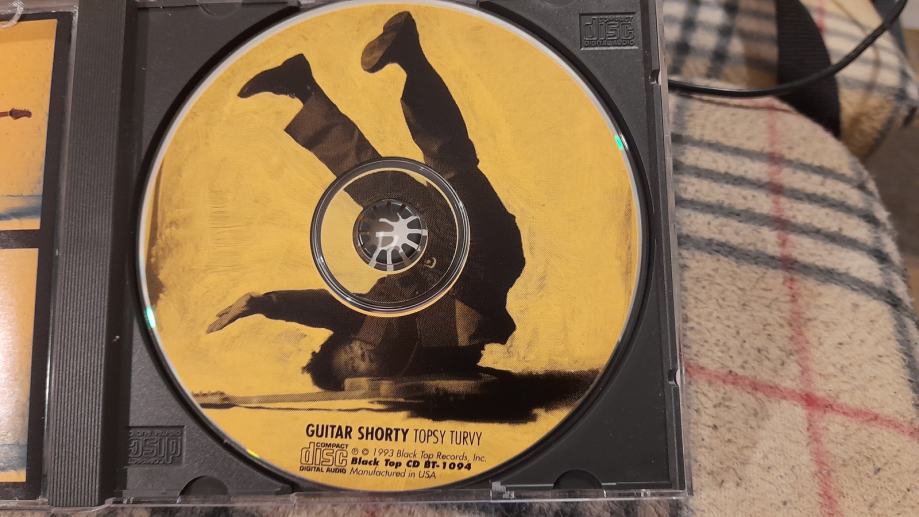 COMPACT
disc
DIGITAL AUDIO
GUITAR SHORTY TOPSY TURVY
COMPACT
disc
DIGITAL AUDIO
℗ © 1993 Black Top Records, Inc.
Black Top CD BT-1094
Manufactured in USA